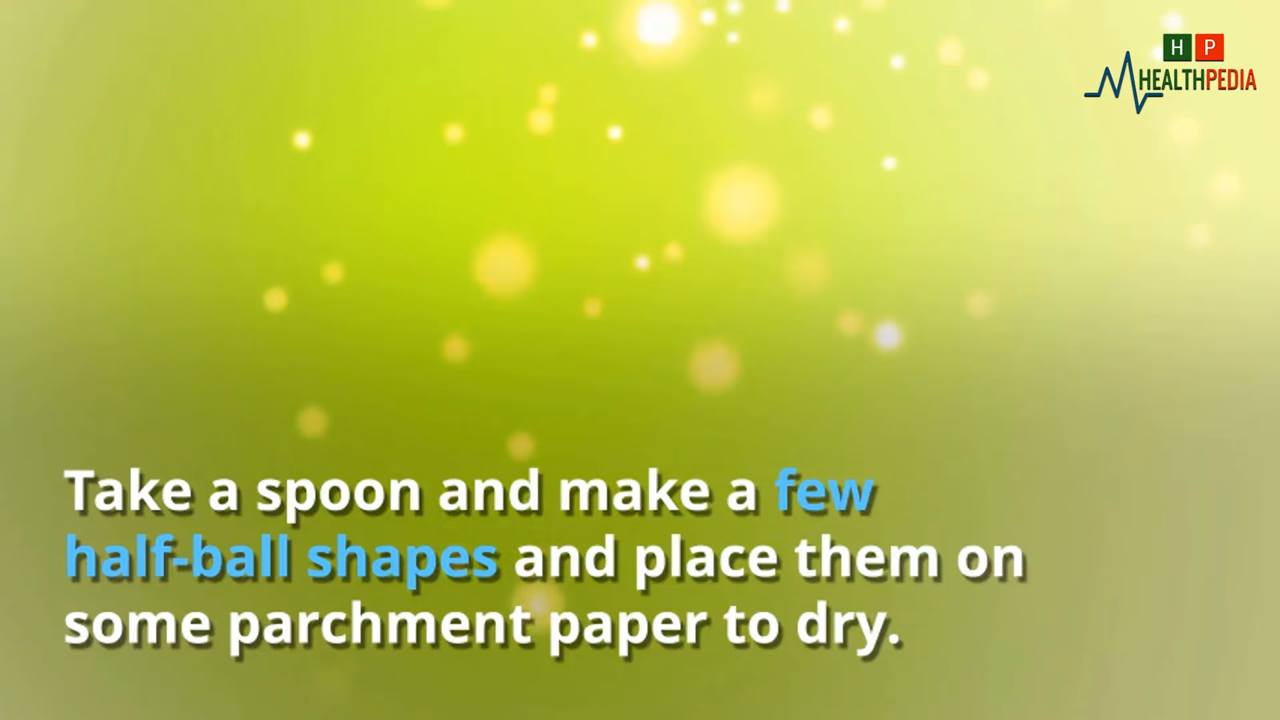 H P
HEALTHPEDIA
Take a spoon and make a few
half-ball shapes and place them on
some parchment paper to dry.